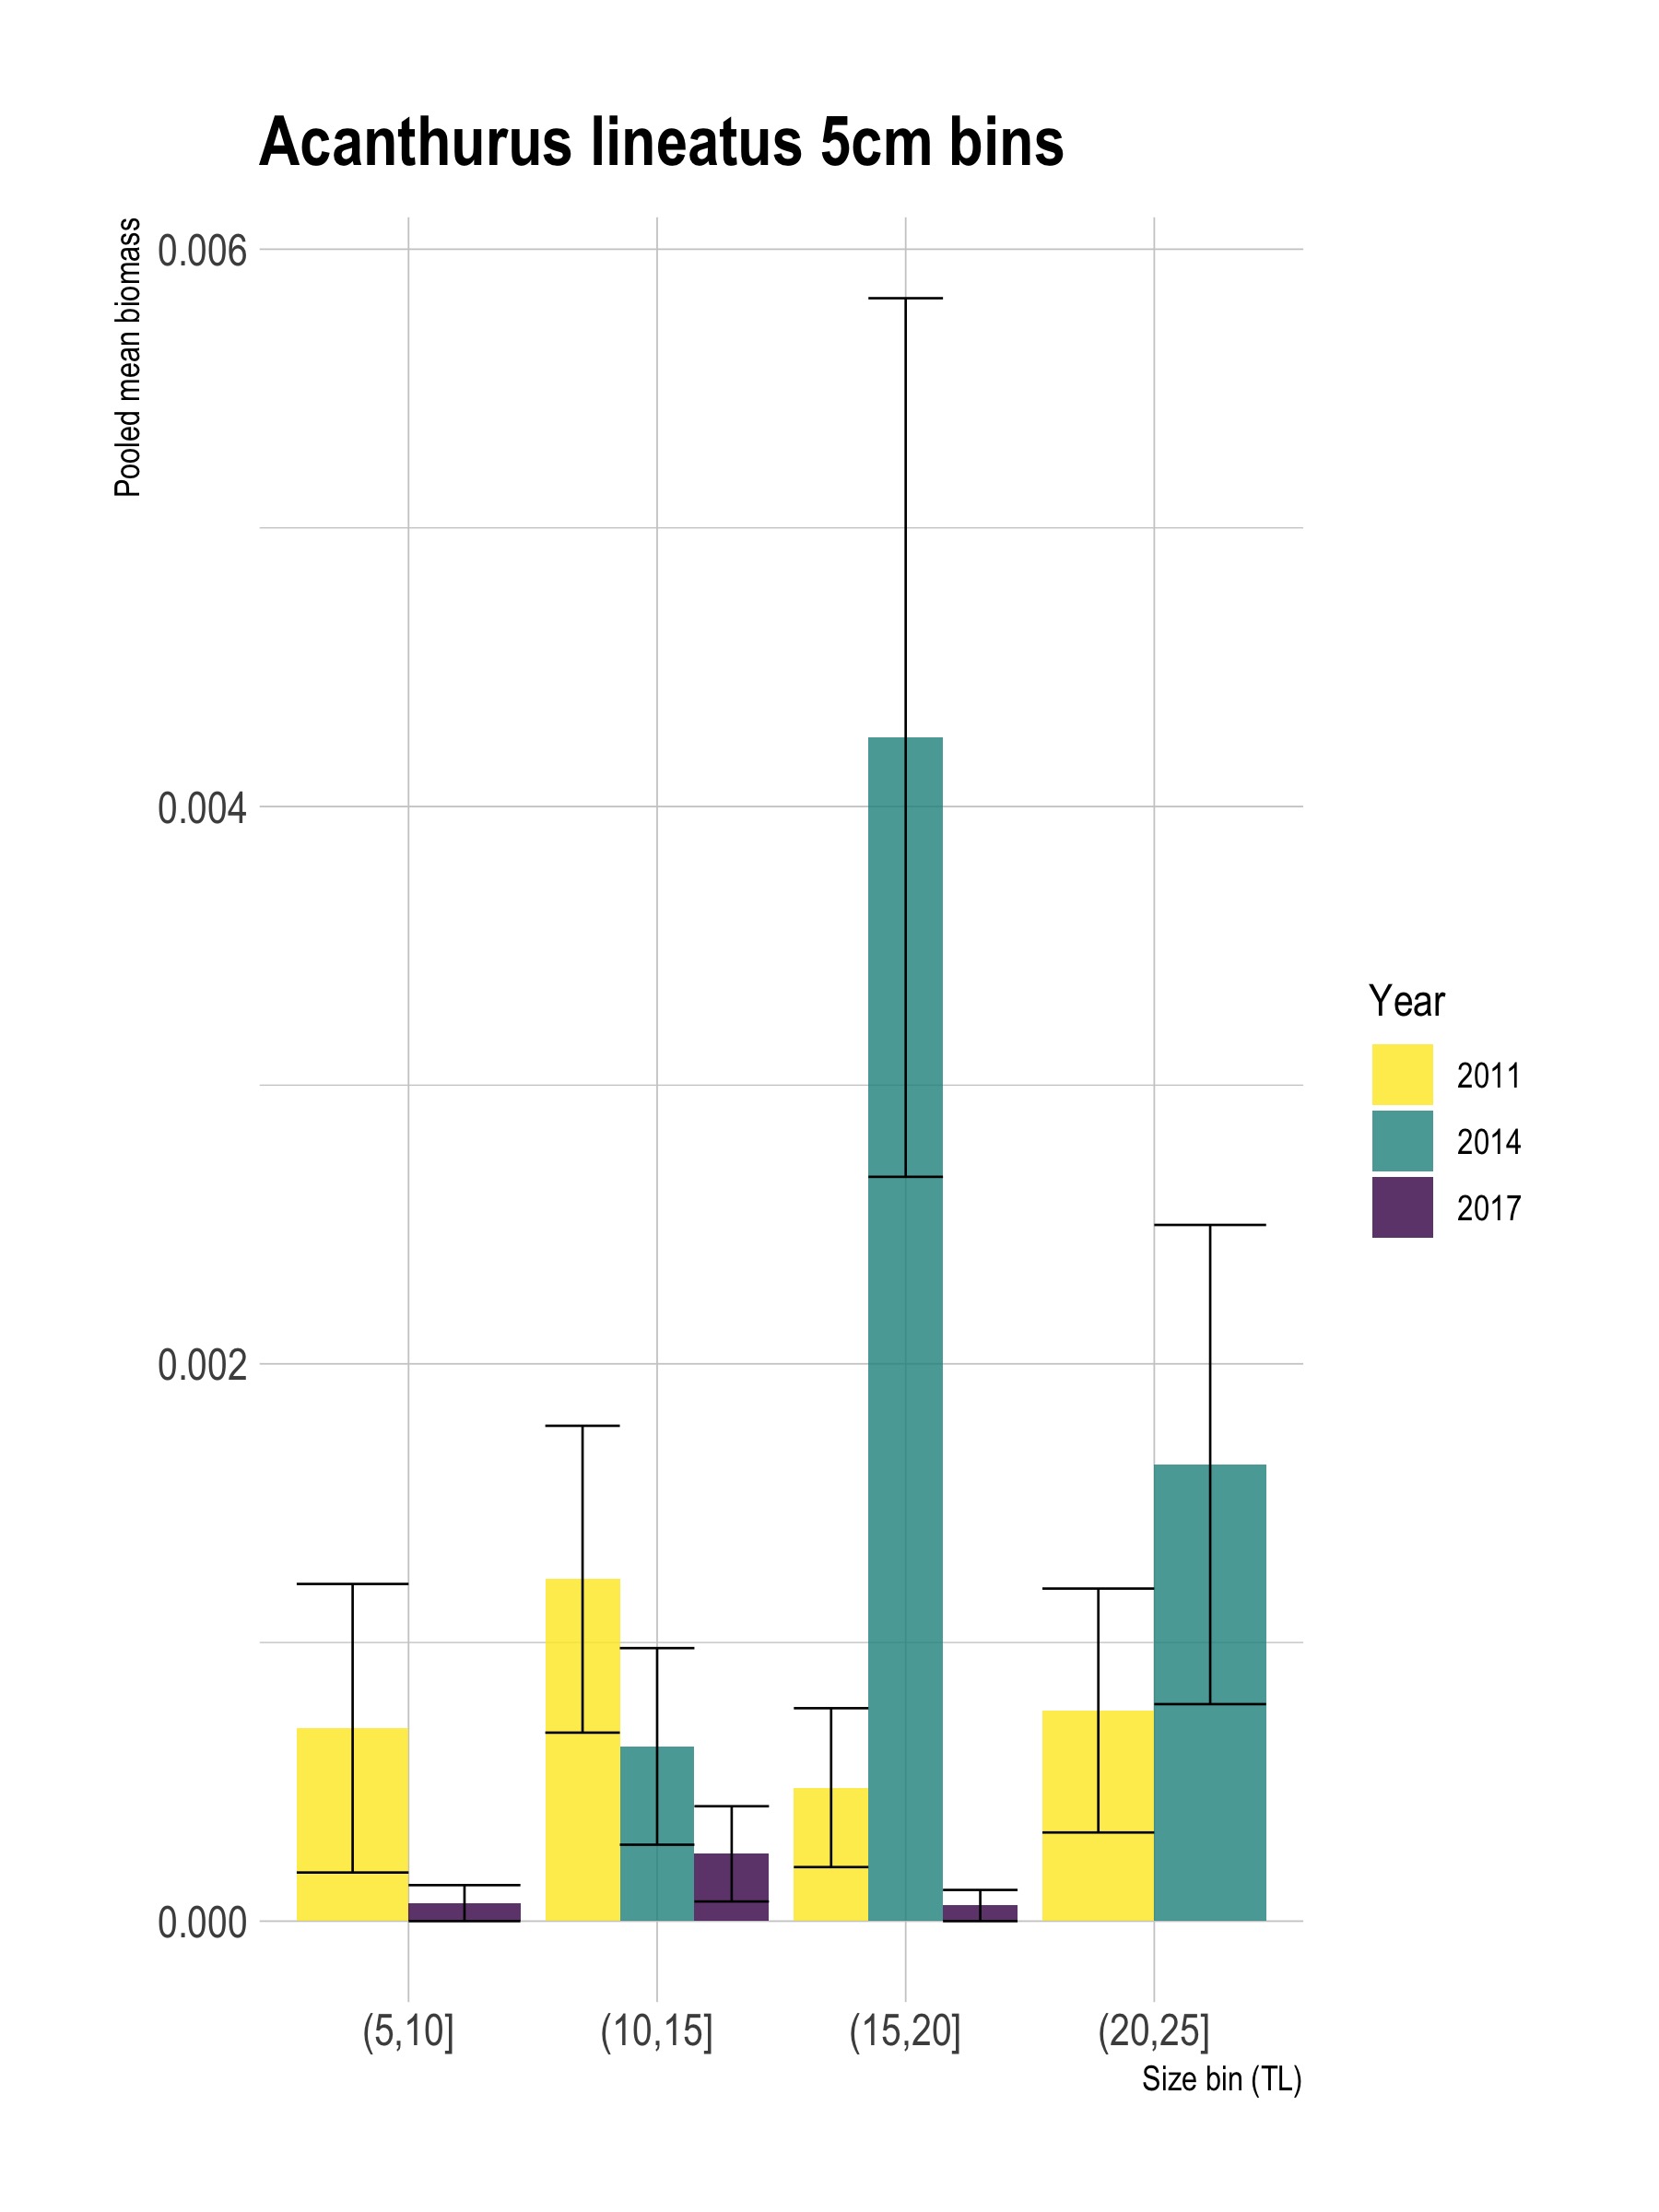 Acanthurus lineatus 5cm bins
Pooled mean biomass
0.006
0.004
0.002
0.000
(5,10]
(10,15]
(15,20]
(20,25]
Size bin (TL)
Year
2011
2014
2017